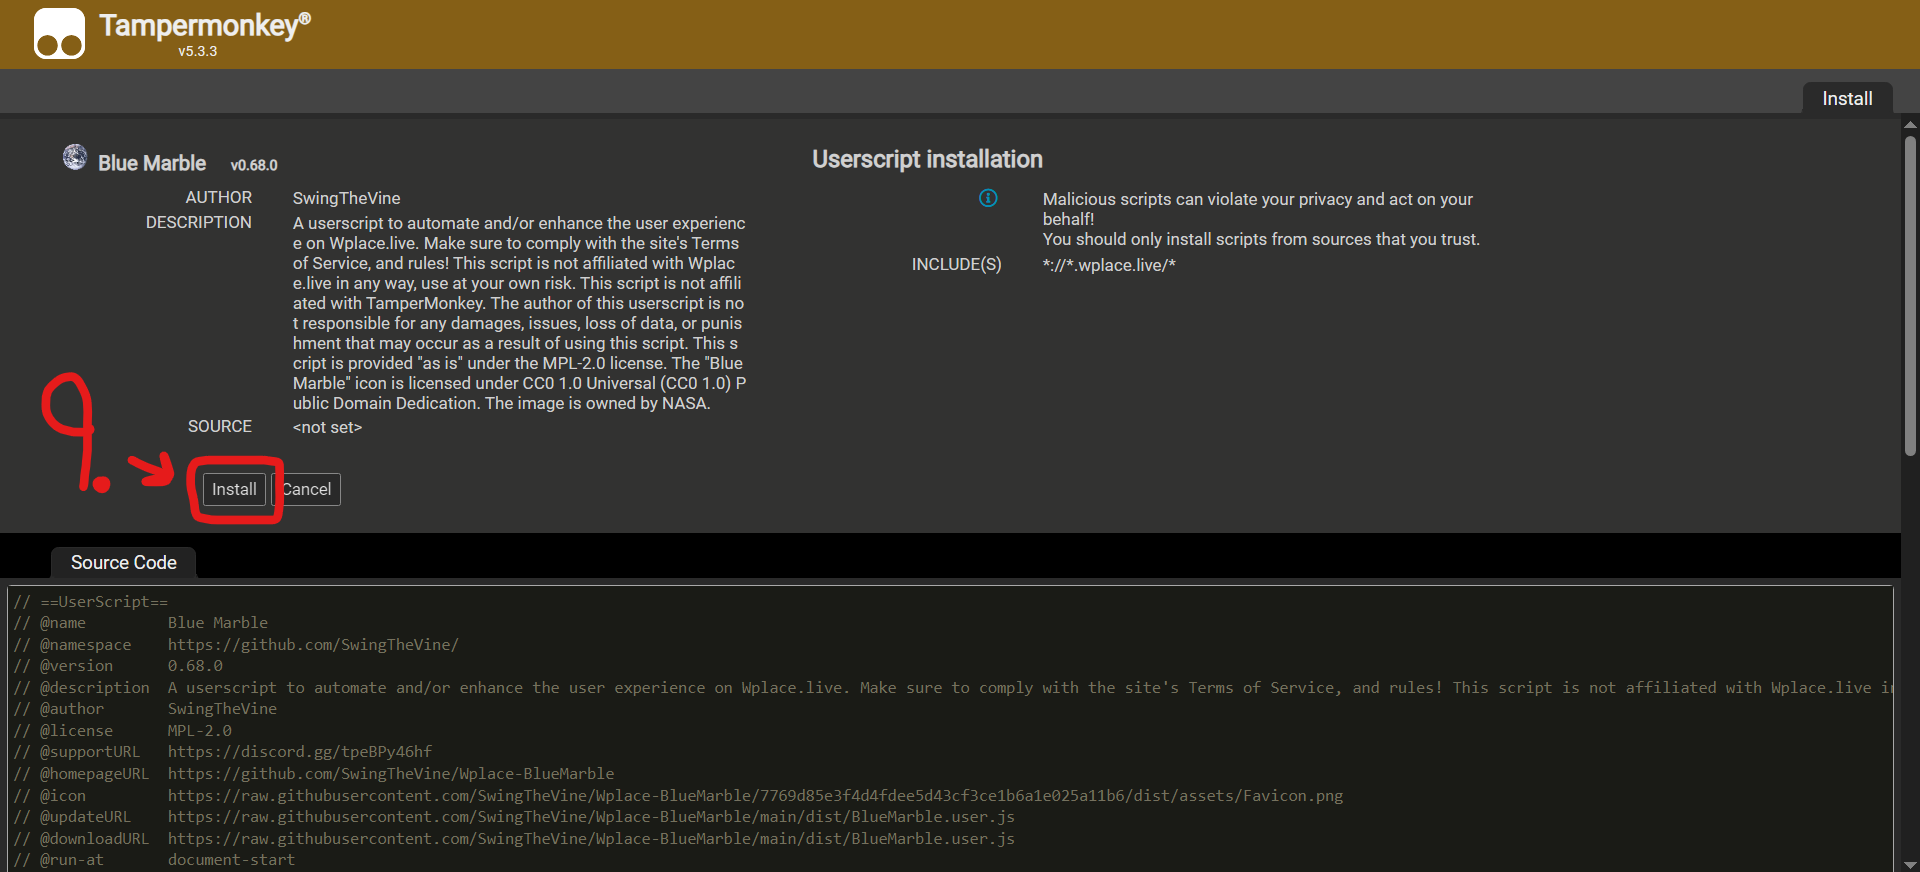 Tampermonkey®
v5.3.3
Install
Blue Marble v0.68.0
AUTHOR SwingTheVine
DESCRIPTION A userscript to automate and/or enhance the user experienc
e on Wplace.live. Make sure to comply with the site's Terms
of Service, and rules! This script is not affiliated with Wplac
e.live in any way, use at your own risk. This script is not affili
ated with TamperMonkey. The author of this userscript is no
t responsible for any damages, issues, loss of data, or punis
hment that may occur as a result of using this script. This s
cript is provided "as is" under the MPL-2.0 license. The "Blue
Marble" icon is licensed under CC0 1.0 Universal (CC0 1.0) P
ublic Domain Dedication. The image is owned by NASA.
SOURCE <not set>
Userscript installation
Malicious scripts can violate your privacy and act on your
behalf!
You should only install scripts from sources that you trust.
INCLUDE(S) *://*.wplace.live/*
9.
Install Cancel
Source Code
// ==UserScript==
// @name Blue Marble
// @namespace https://github.com/SwingTheVine/
// @version 0.68.0
// @description A userscript to automate and/or enhance the user experience on Wplace.live. Make sure to comply with the site's Terms of Service, and rules! This script is not affiliated with Wplace.live i
// @author SwingTheVine
// @license MPL-2.0
// @supportURL https://discord.gg/tpeBPy46hf
// @homepageURL https://github.com/SwingTheVine/Wplace-BlueMarble
// @icon https://raw.githubusercontent.com/SwingTheVine/Wplace-BlueMarble/7769d85e3f4d4fdee5d43cf3ce1b6a1e025a11b6/dist/assets/Favicon.png
// @updateURL https://raw.githubusercontent.com/SwingTheVine/Wplace-BlueMarble/main/dist/BlueMarble.user.js
// @downloadURL https://raw.githubusercontent.com/SwingTheVine/Wplace-BlueMarble/main/dist/BlueMarble.user.js
// @run-at document-start